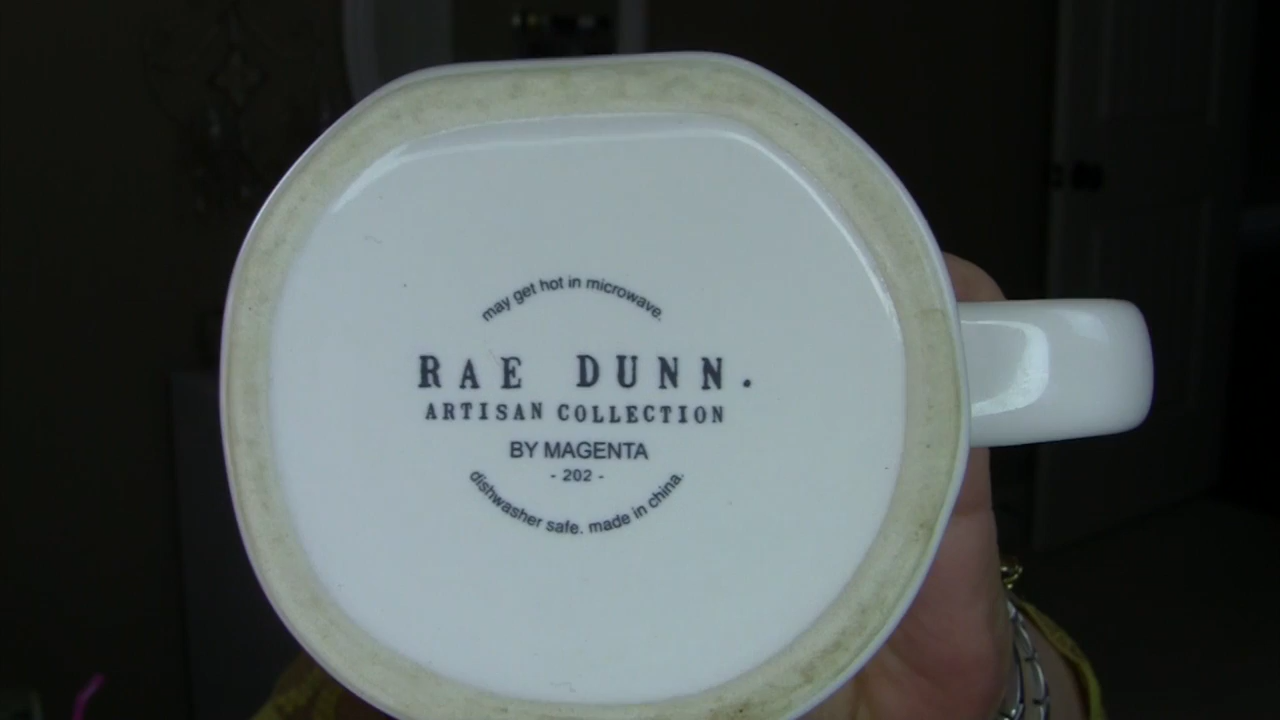 may get hot in microwave.
RAE DUNN.
ARTISAN COLLECTION
BY MAGENTA
- 202 -
dishwasher safe. made in china.